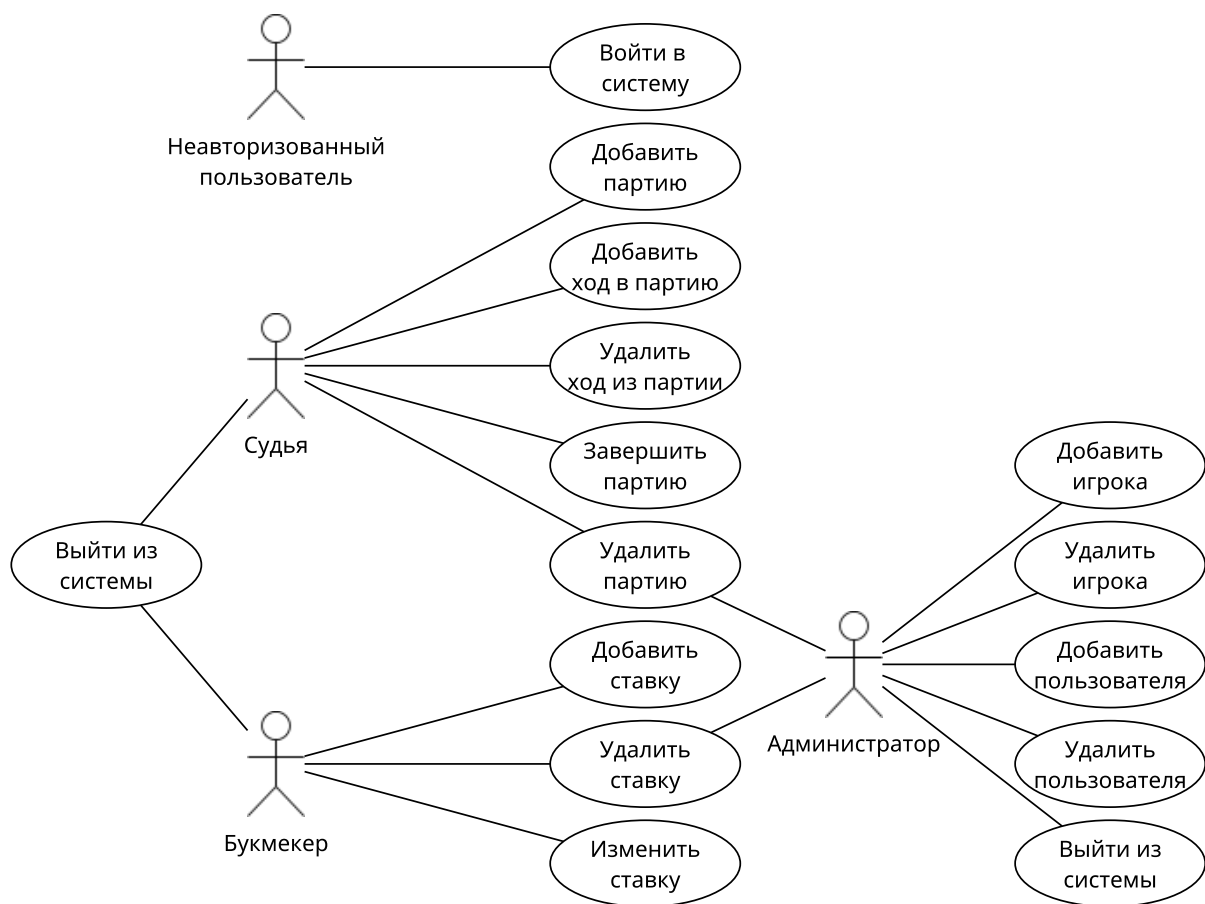 Войти в
систему
Неавторизованный
пользователь
Добавить
партию
Добавить
ход в партию
Удалить
ход из партии
Судья
Завершить
партию
Добавить
игрока
Выйти из
системы
Удалить
партию
Удалить
игрока
Добавить
ставку
Добавить
пользователя
Администратор
Удалить
ставку
Удалить
пользователя
Букмекер
Изменить
ставку
Выйти из
системы